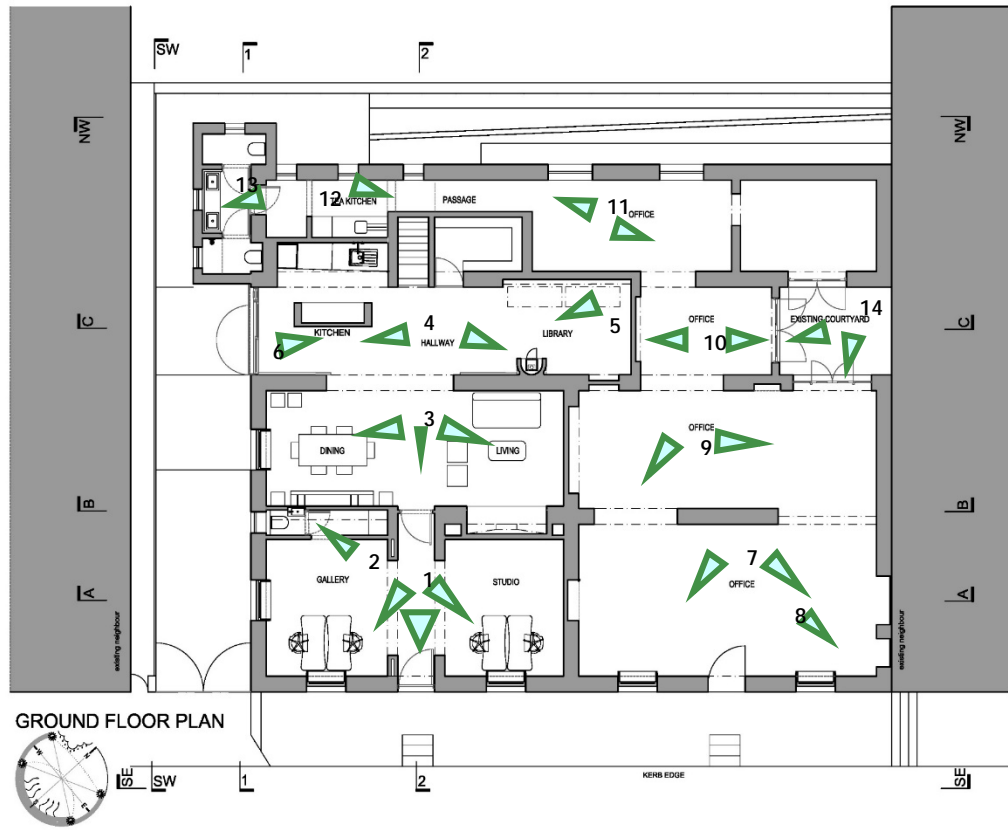 SW
1
2
NW
NW
13
12
TEA KITCHEN
PASSAGE
11
OFFICE
C
C
KITCHEN
6
4
HALLWAY
LIBRARY
5
OFFICE
10
EXISTING COURTYARD
14
3
DINING
LIVING
OFFICE
9
B
B
2
GALLERY
1
STUDIO
7
OFFICE
8
A
A
existing neighbour
existing neighbour
GROUND FLOOR PLAN
SE
SW
1
2
KERB EDGE
SE